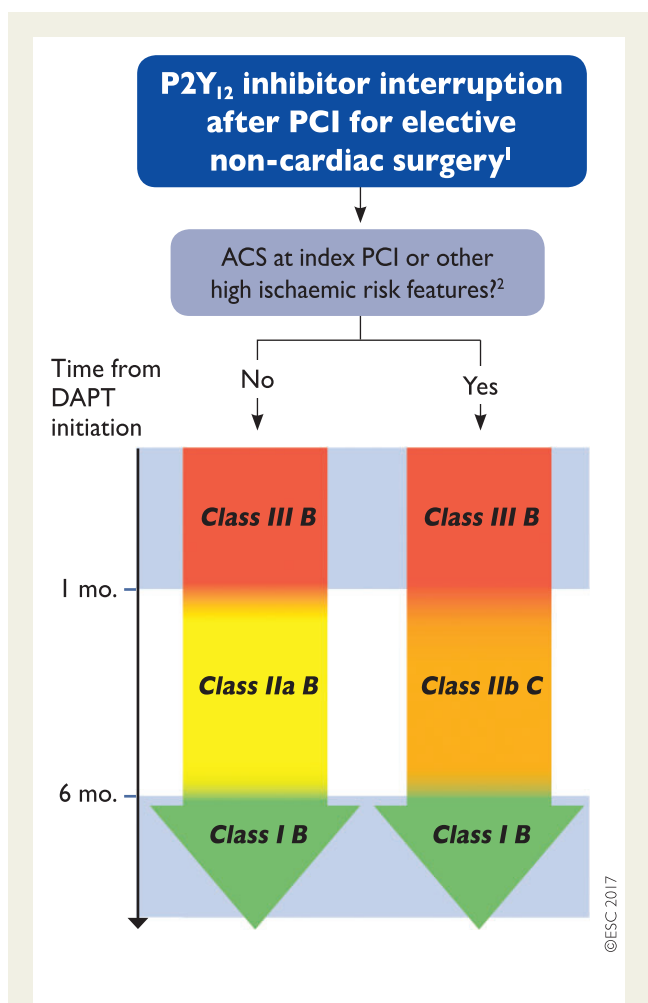 P2Y₁₂ inhibitor interruption
after PCI for elective
non-cardiac surgery¹
ACS at index PCI or other
high ischaemic risk features?²
Time from
DAPT
initiation
No
Yes
Class III B
Class III B
1 mo.
Class IIa B
Class IIb C
6 mo.
Class I B
Class I B
©ESC 2017